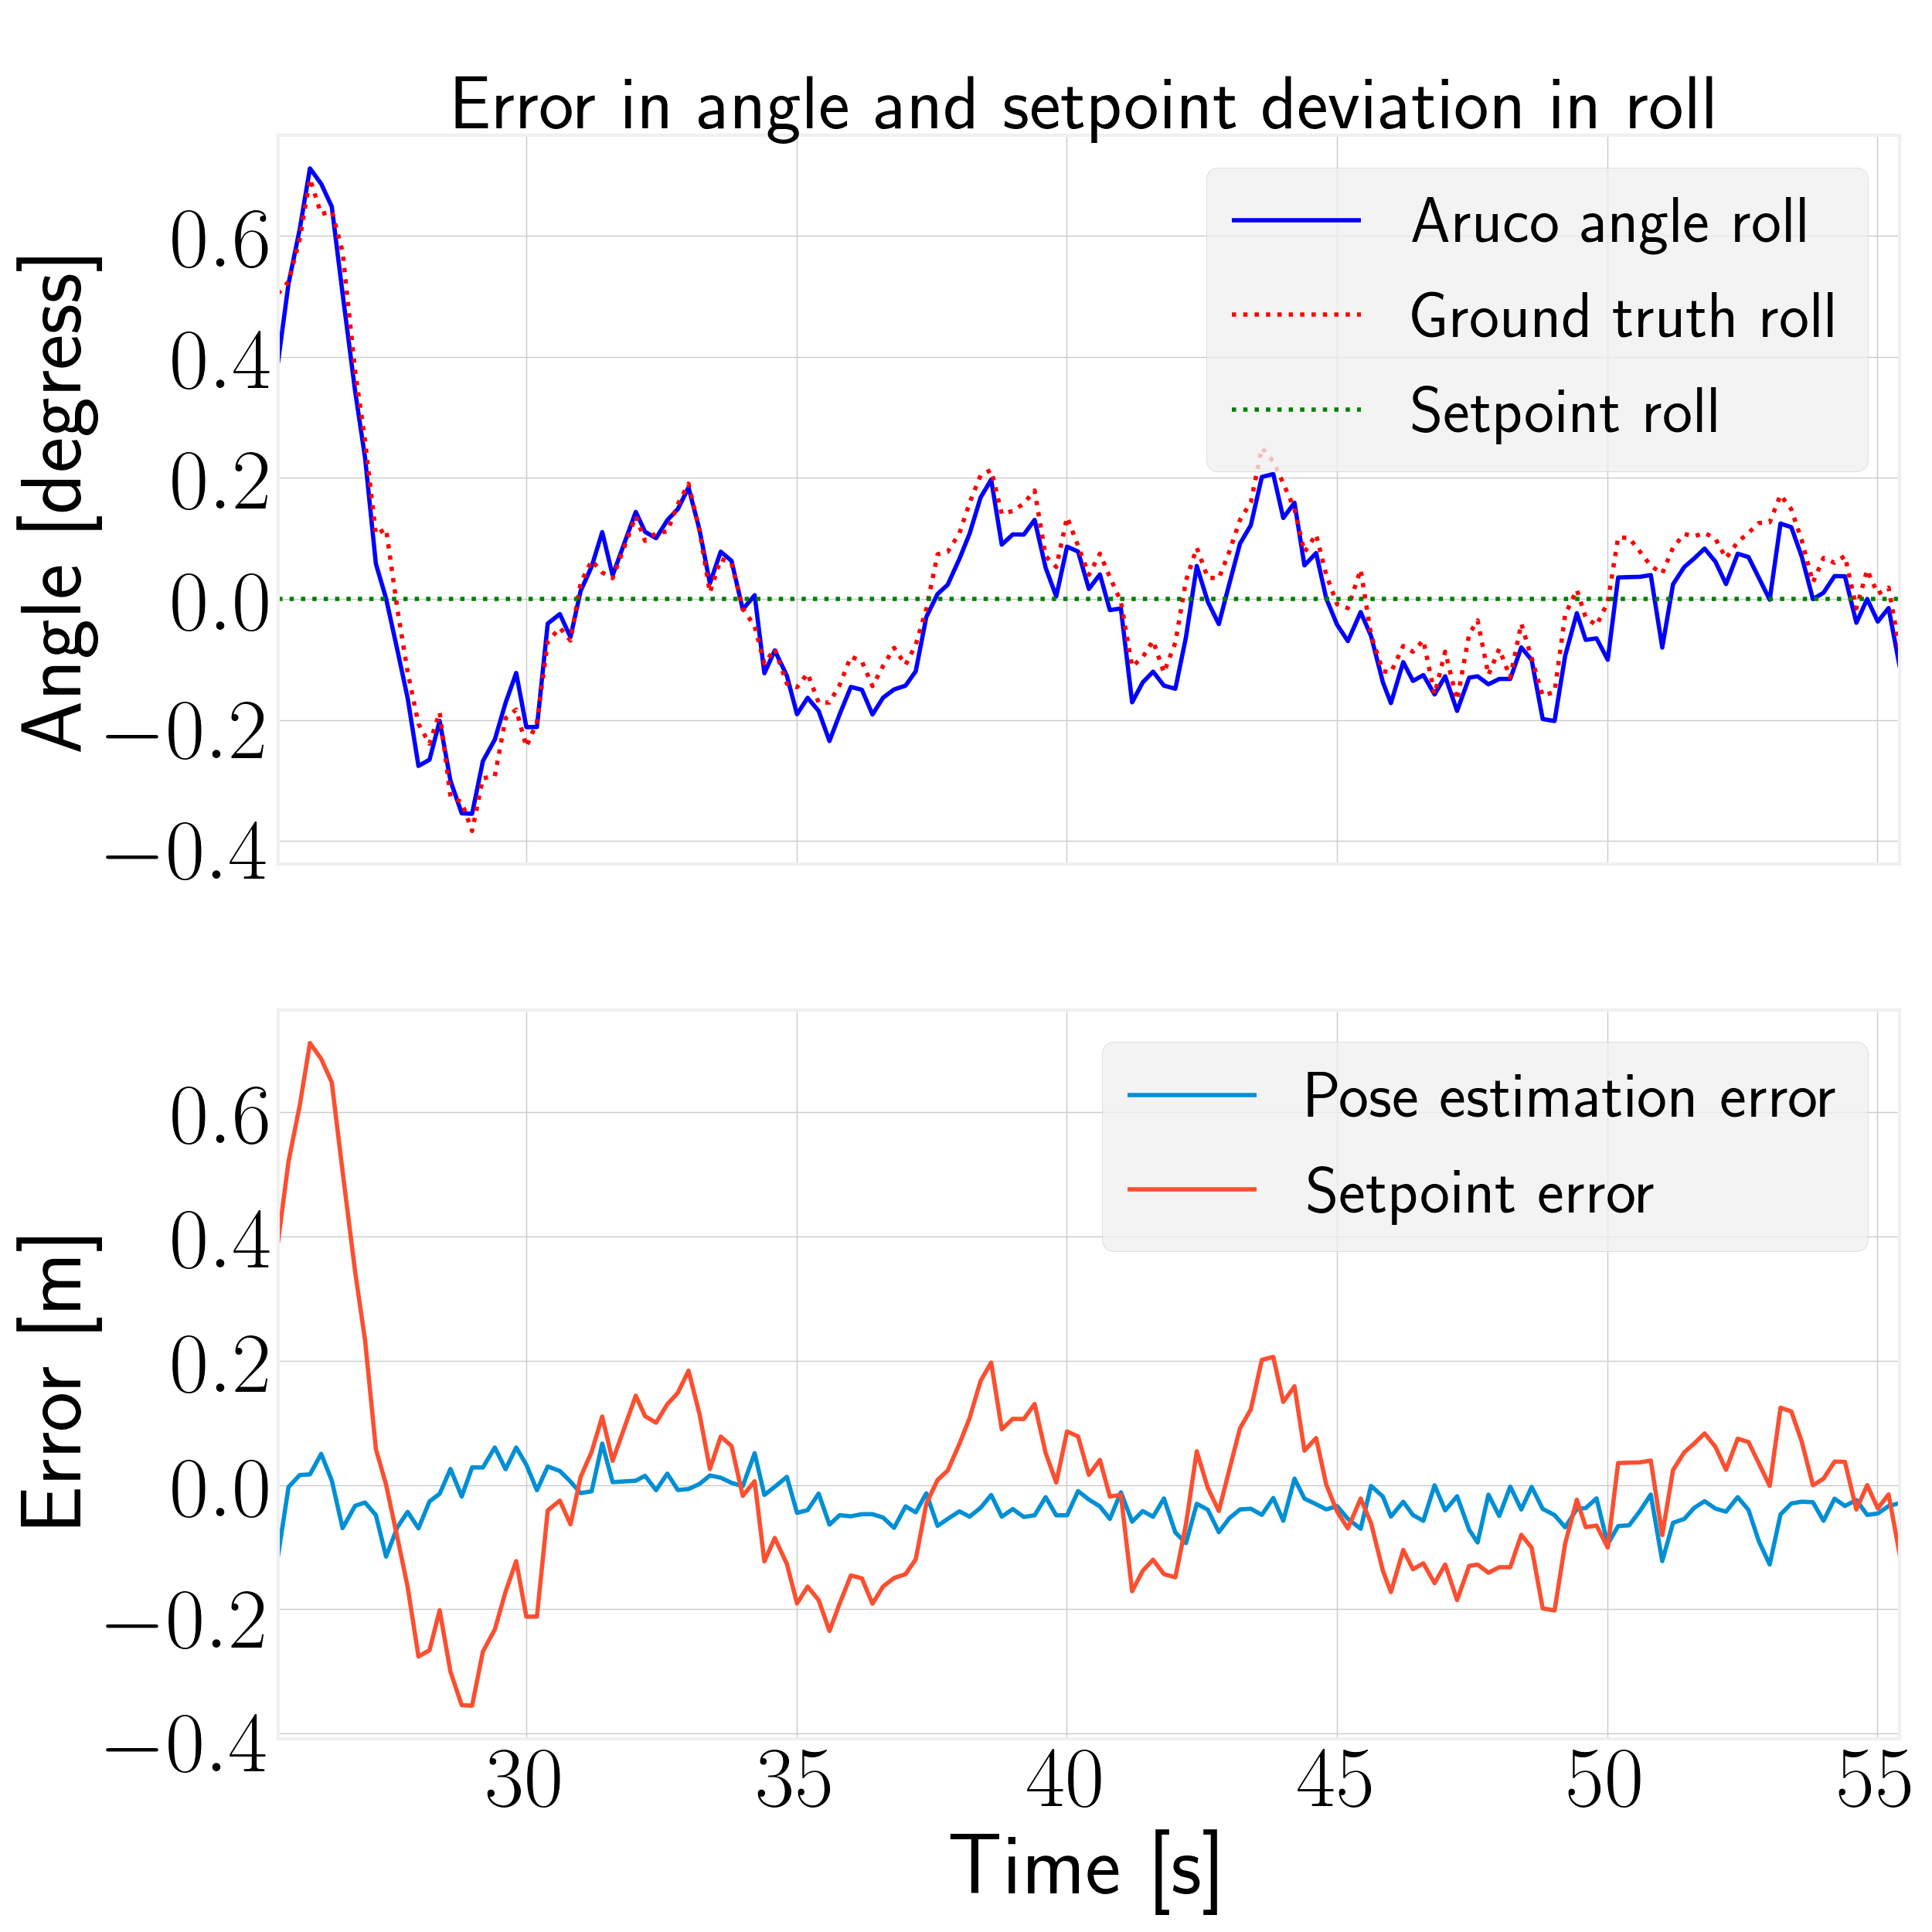 Error in angle and setpoint deviation in roll
Angle [degress]
0.6
0.4
0.2
0.0
−0.2
−0.4
Aruco angle roll
Ground truth roll
Setpoint roll
Error [m]
0.6
0.4
0.2
0.0
−0.2
−0.4
Pose estimation error
Setpoint error
30 35 40 45 50 55
Time [s]